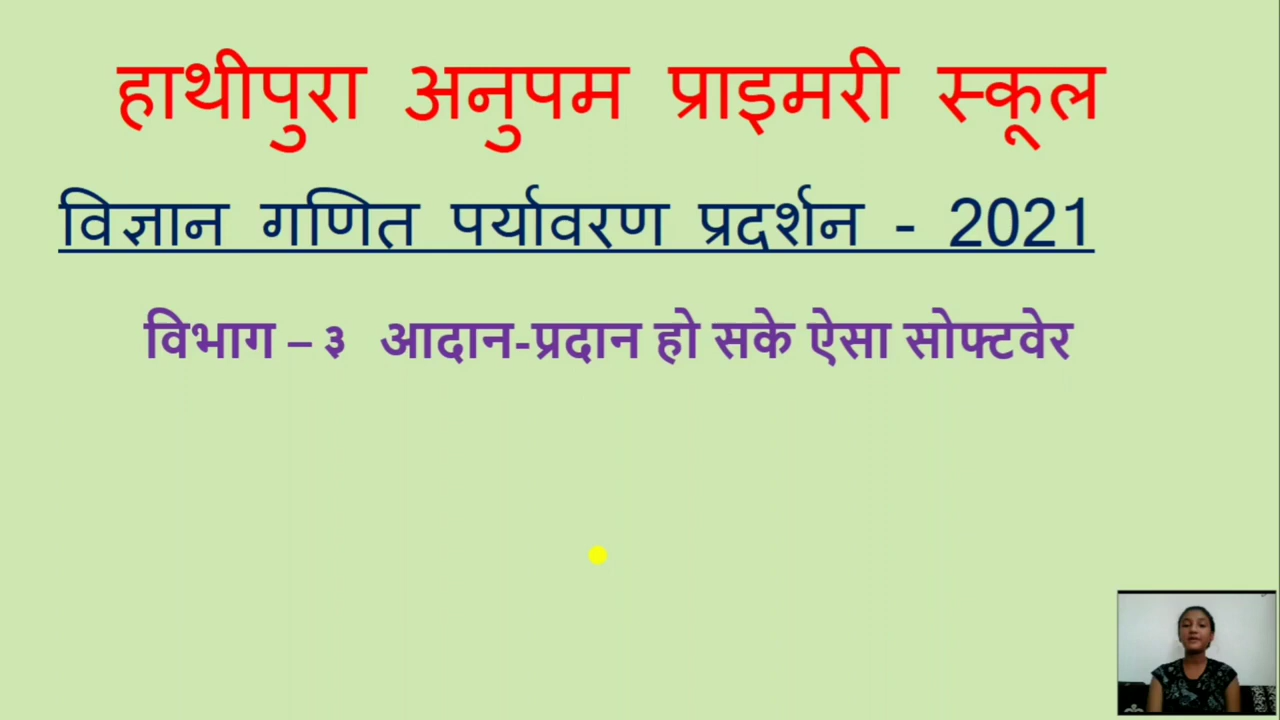 हाथीपुरा अनुपम प्राइमरी स्कूल
विज्ञान गणित पर्यावरण प्रदर्शन - 2021
विभाग – ३ आदान-प्रदान हो सके ऐसा सोफ्टवेर